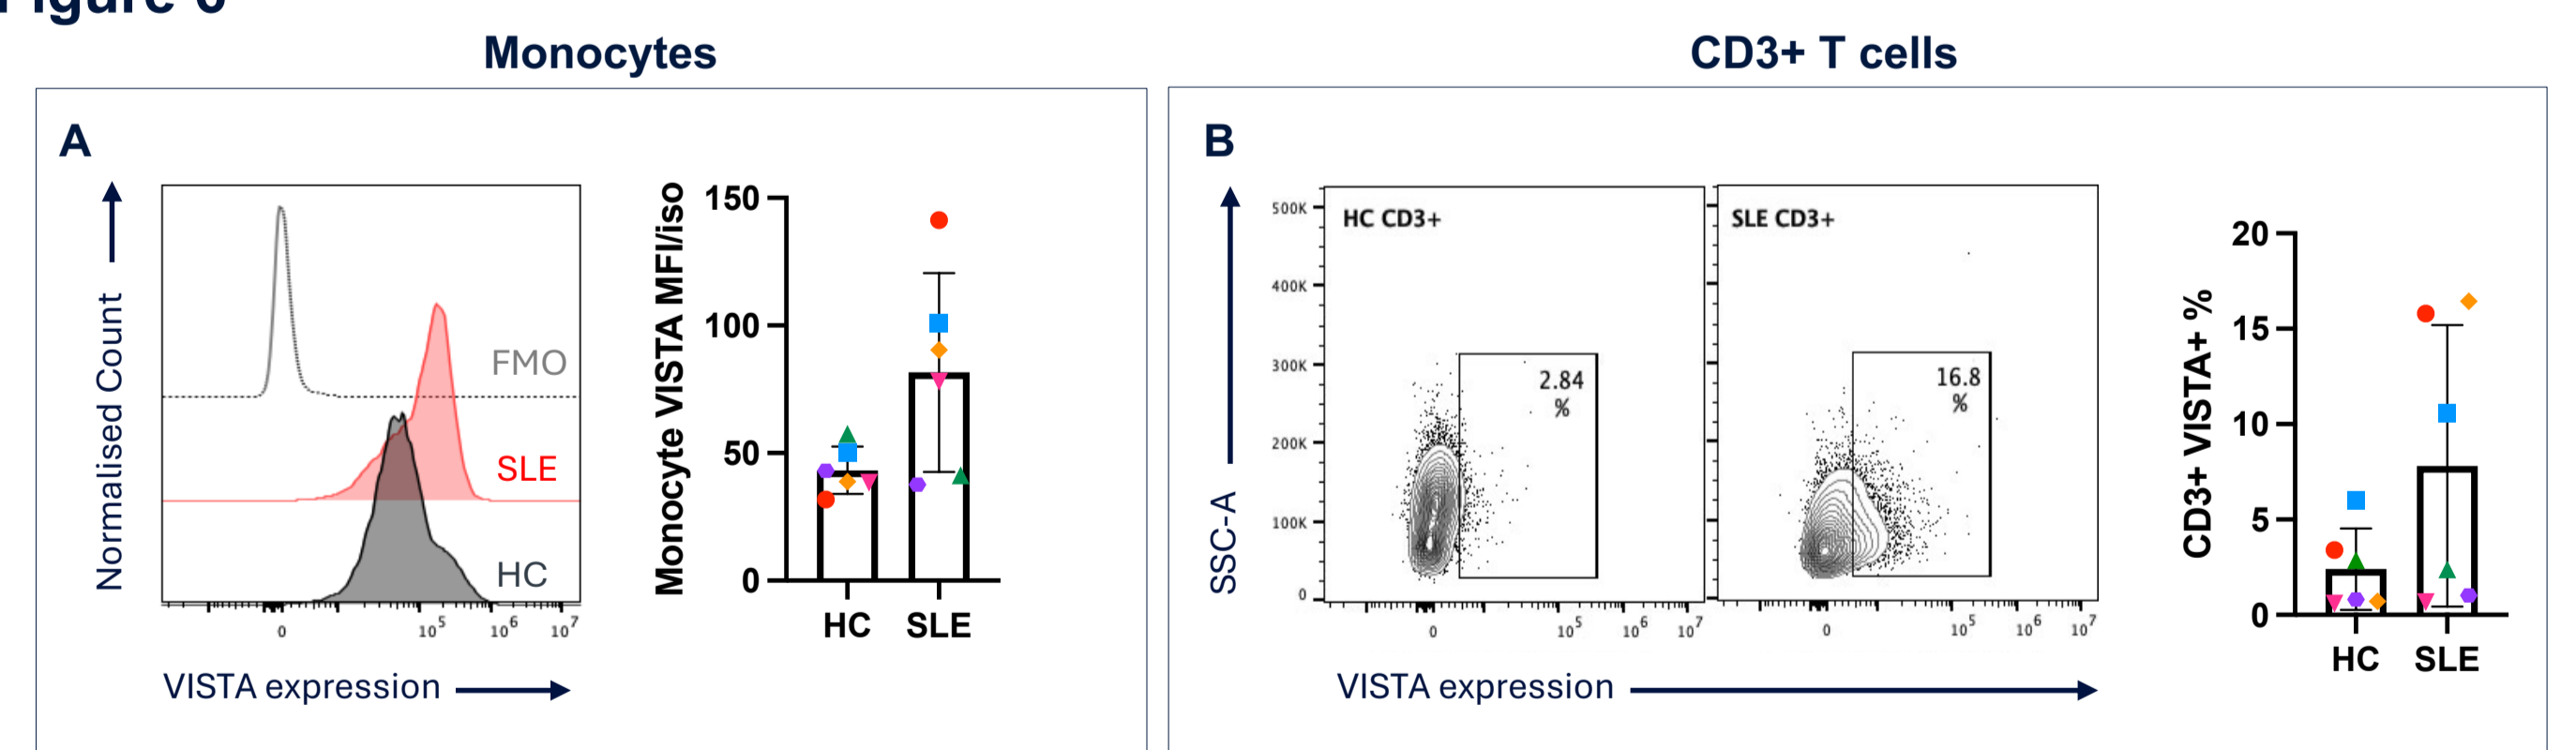 Figure 6
Monocytes
CD3+ T cells
A
Normalised Count
FMO
SLE
HC
0 10^5 10^6 10^7
VISTA expression
Monocyte VISTA MFI/iso
150
100
50
0
HC SLE
B
SSC-A
500K
400K
300K
200K
100K
0
HC CD3+
2.84
%
0 10^5 10^6 10^7
SLE CD3+
16.8
%
0 10^5 10^6 10^7
VISTA expression
CD3+ VISTA+ %
20
15
10
5
0
HC SLE